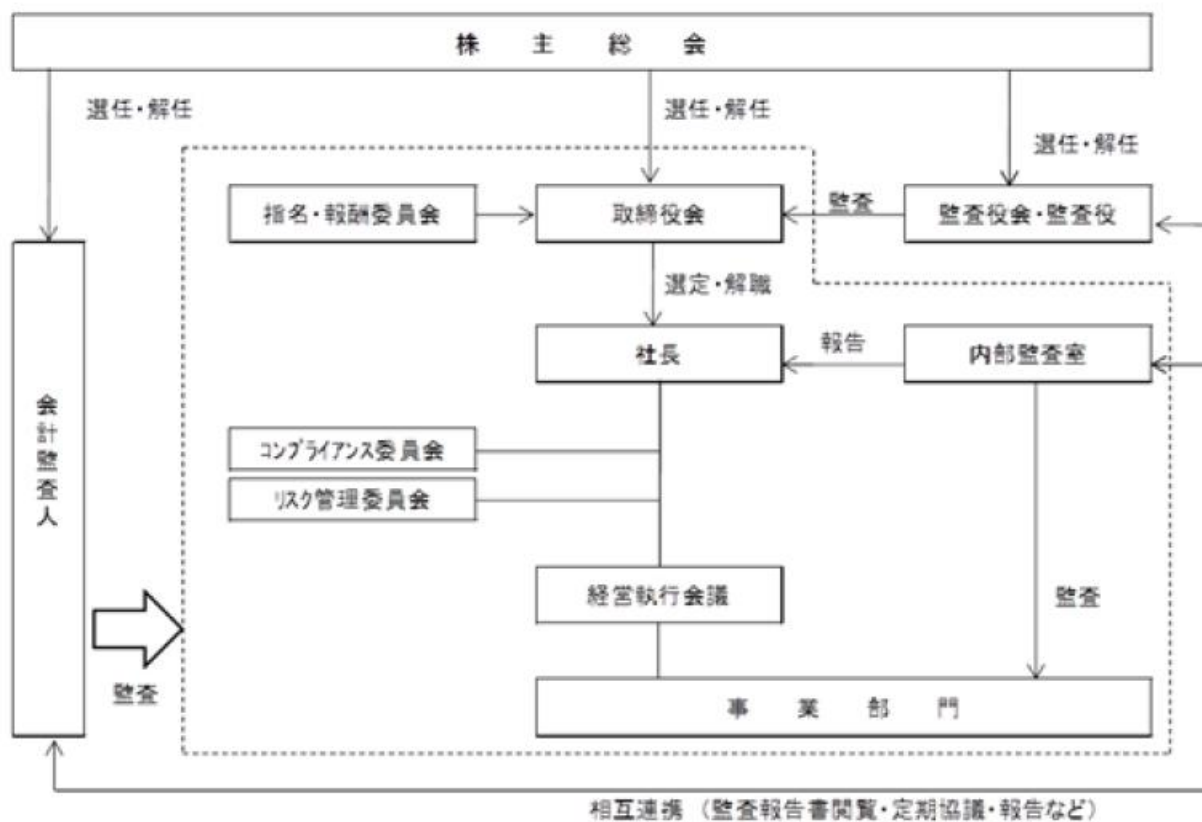 株主総会
選任・解任
選任・解任
選任・解任
指名・報酬委員会
取締役会
監査
監査役会・監査役
選定・解職
社長
報告
内部監査室
会計監査人
コンプライアンス委員会
リスク管理委員会
経営執行会議
監査
監査
事業部門
相互連携（監査報告書閲覧・定期協議・報告など）